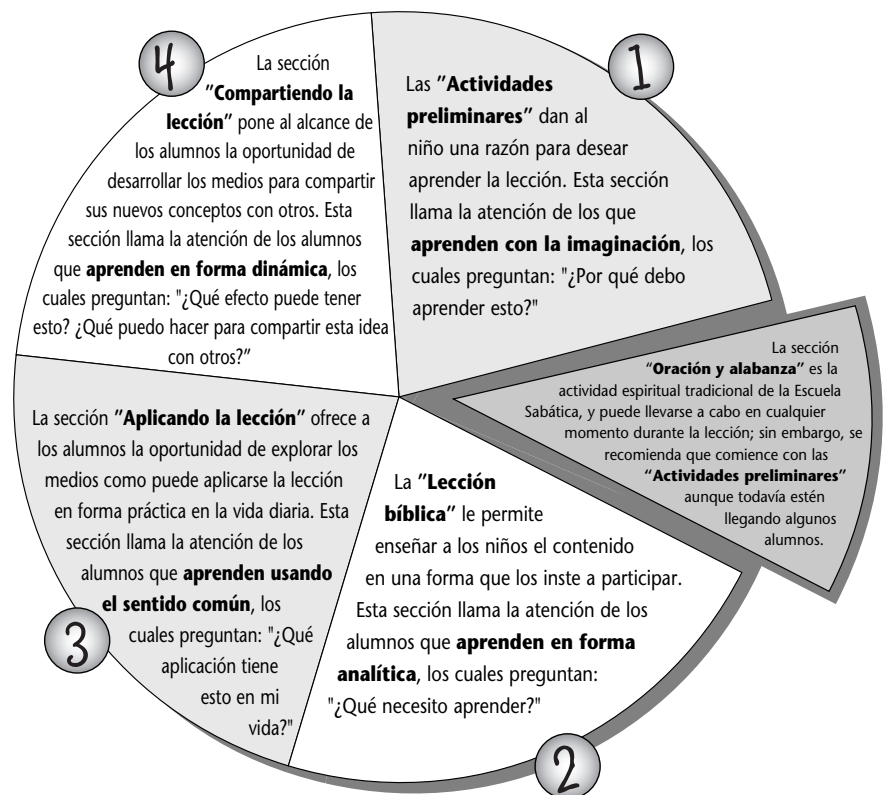 1
Las "Actividades
preliminares" dan al
niño una razón para desear
aprender la lección. Esta sección
llama la atención de los que
aprenden con la imaginación, los
cuales preguntan: "¿Por qué debo
aprender esto?"
La sección
"Oración y alabanza" es la
actividad espiritual tradicional de la Escuela
Sabática, y puede llevarse a cabo en cualquier
momento durante la lección; sin embargo, se
recomienda que comience con las
"Actividades preliminares"
aunque todavía estén
llegando algunos
alumnos.
La "Lección
bíblica" le permite
enseñar a los niños el contenido
en una forma que los inste a participar.
Esta sección llama la atención de los
alumnos que aprenden en forma
analítica, los cuales preguntan:
"¿Qué necesito aprender?"
2
La sección "Aplicando la lección" ofrece a
los alumnos la oportunidad de explorar los
medios como puede aplicarse la lección
en forma práctica en la vida diaria. Esta
sección llama la atención de los
alumnos que aprenden usando
el sentido común, los
cuales preguntan: "¿Qué
aplicación tiene
esto en mi
vida?"
3
4
La sección
"Compartiendo la
lección" pone al alcance de
los alumnos la oportunidad de
desarrollar los medios para compartir
sus nuevos conceptos con otros. Esta
sección llama la atención de los alumnos
que aprenden en forma dinámica, los
cuales preguntan: "¿Qué efecto puede tener
esto? ¿Qué puedo hacer para compartir esta idea
con otros?"